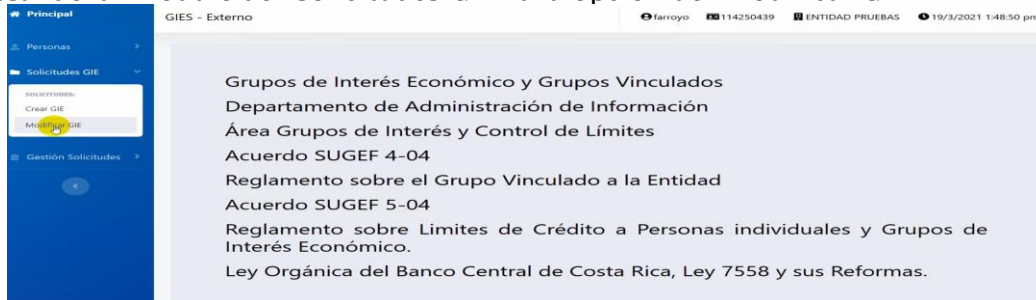 Principal
GIES - Externo
farroyo
114250439
ENTIDAD PRUEBAS
19/3/2021 1:48:50 pm
Personas
Solicitudes GIE
SOLICITUDES:
Crear GIE
Modificar GIE
Gestión Solicitudes
Grupos de Interés Económico y Grupos Vinculados
Departamento de Administración de Información
Área Grupos de Interés y Control de Límites
Acuerdo SUGEF 4-04
Reglamento sobre el Grupo Vinculado a la Entidad
Acuerdo SUGEF 5-04
Reglamento sobre Limites de Crédito a Personas individuales y Grupos de
Interés Económico.
Ley Orgánica del Banco Central de Costa Rica, Ley 7558 y sus Reformas.